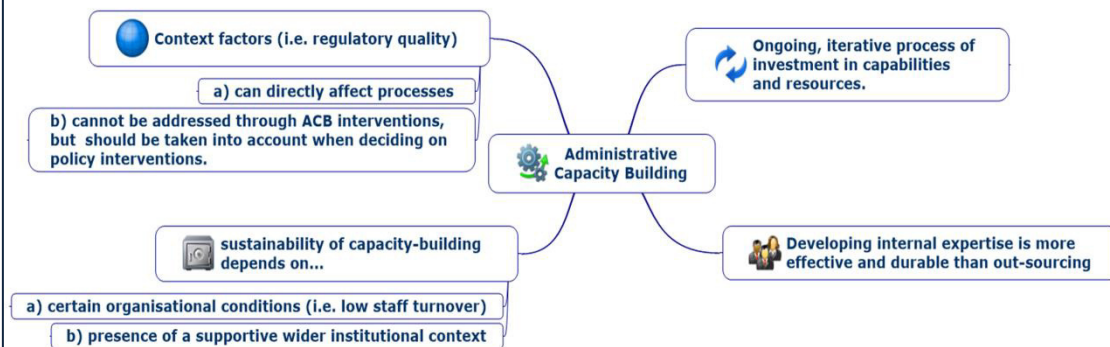 Context factors (i.e. regulatory quality)
a) can directly affect processes
b) cannot be addressed through ACB interventions,
but should be taken into account when deciding on
policy interventions.
Ongoing, iterative process of
investment in capabilities
and resources.
Administrative
Capacity Building
sustainability of capacity-building
depends on...
a) certain organisational conditions (i.e. low staff turnover)
b) presence of a supportive wider institutional context
Developing internal expertise is more
effective and durable than out-sourcing